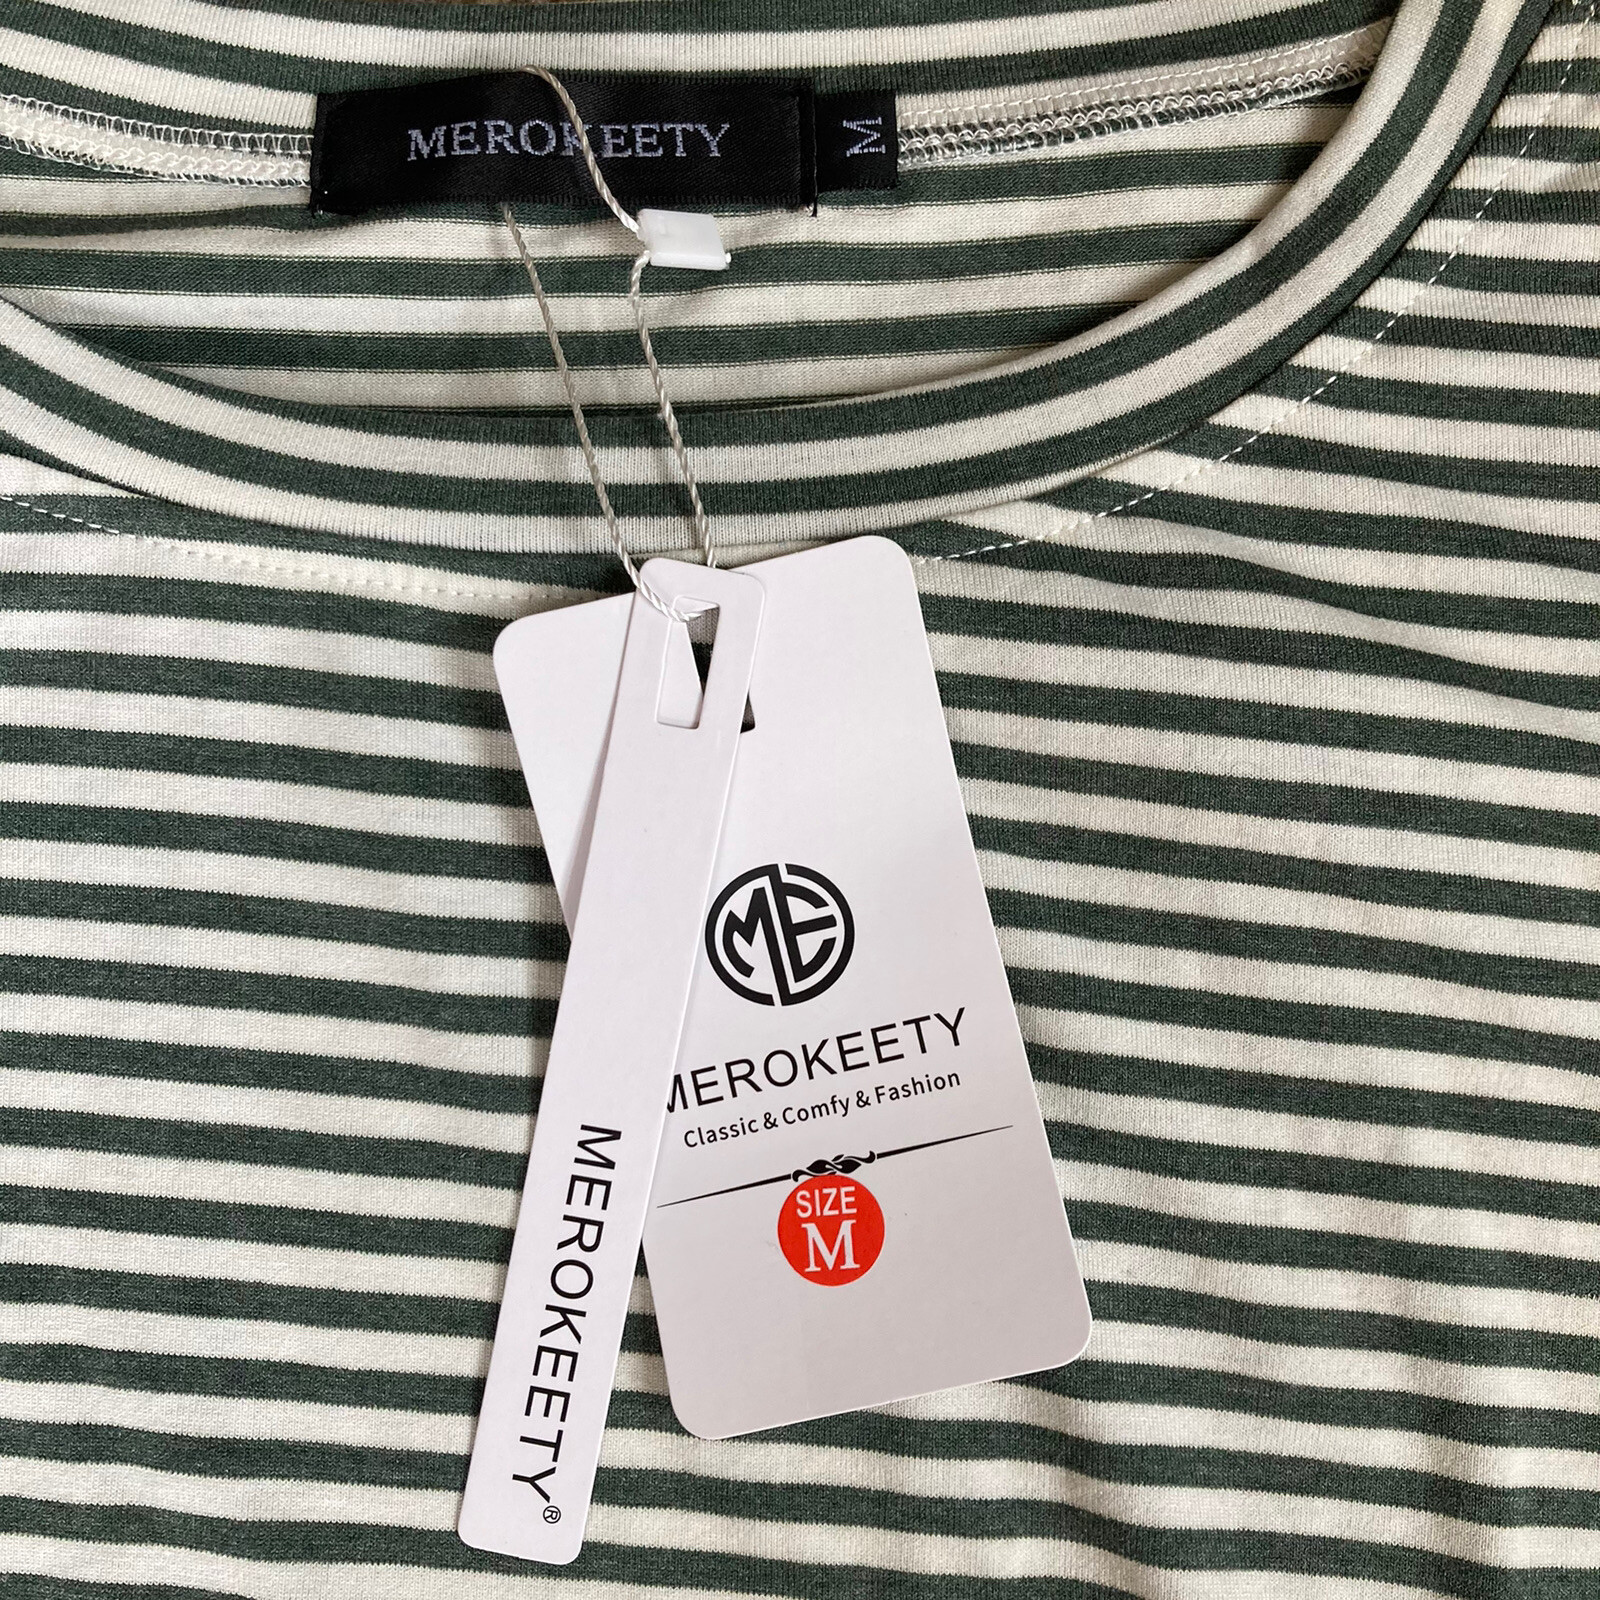 MEROKEETY
M
ME
MEROKEETY
Classic & Comfy & Fashion
SIZE
M
MEROKEETY®